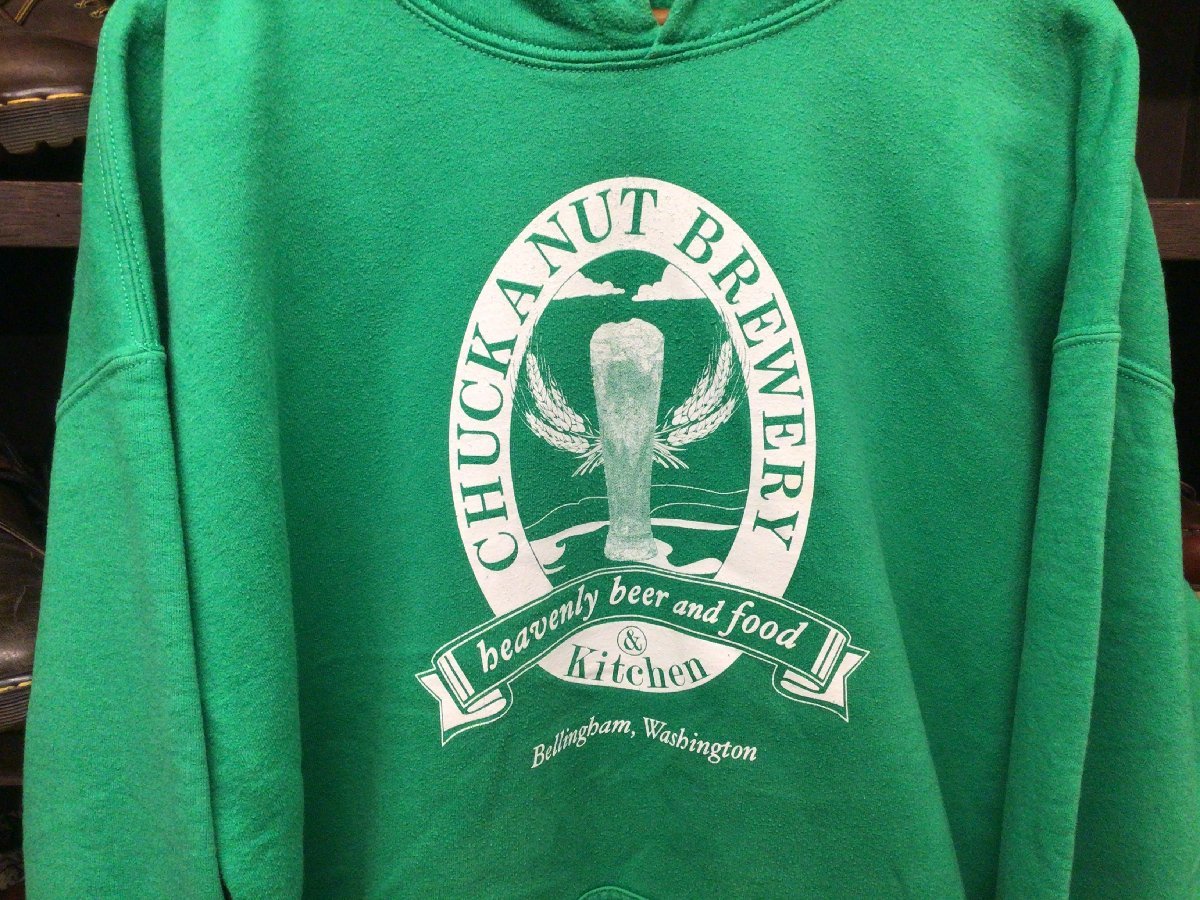 CHUCKANUT BREWERY
heavenly beer and food
&
Kitchen
Bellingham, Washington